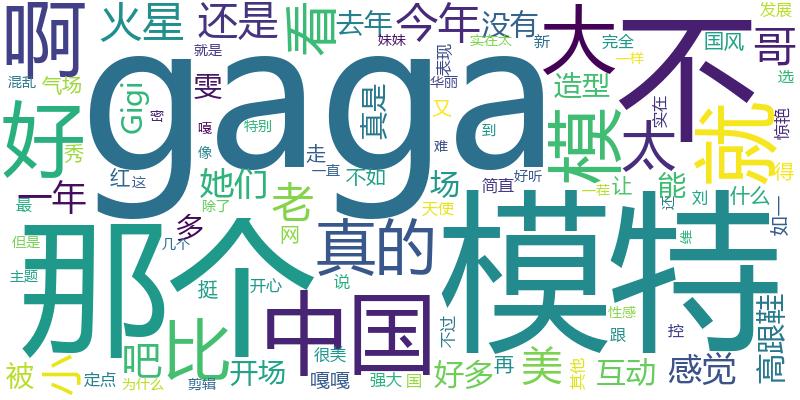 啊 火星 还是 看 去年 今年 没有 大 不 哥 发展
妹妹 实在太 新 完全 国风 一样 选
混乱 气场 就是 雯 gaga 表现 华丽 造型
好 Gigi 密 嘎 特别 真是 又 模 太 实在 就 惊艳
秀 像 走 难 到
红 这 她们 一直 不如 场 简直 好听 一茬 让 能 还 刘 什么 得
一年 最 除了 老 天使 如一
多 网 真的 模特 维
但是 那个 几个 说
主题 挺 开心 中国 不过 性感 跟 控 高跟鞋
吧 比 很美 美
被 小 定点 为什么 剪辑 开场 嘎嘎 强大 国 好多 再 其他 互动 感觉